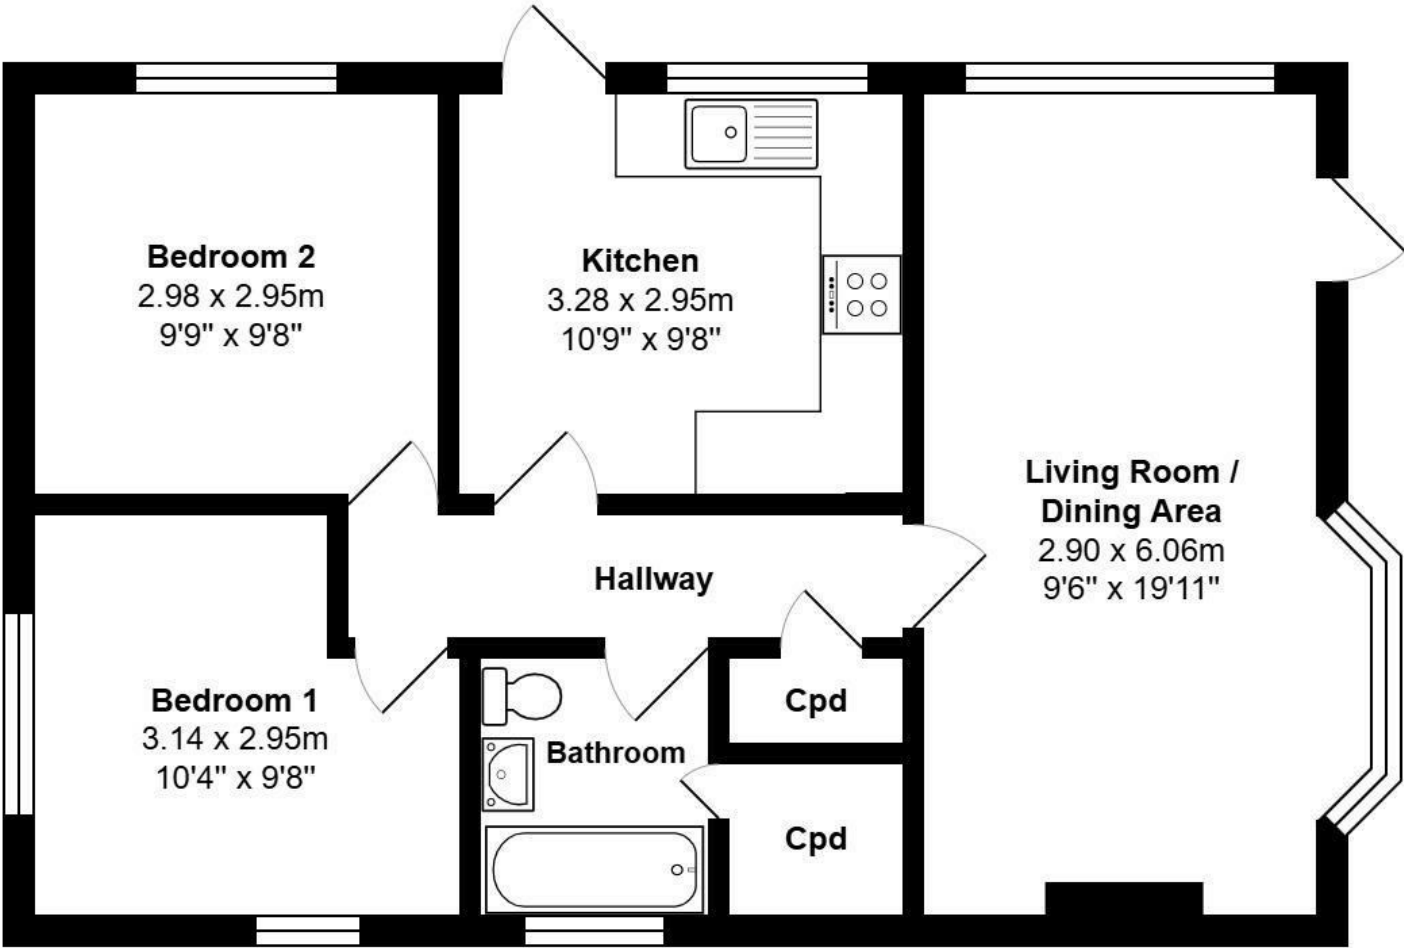 Bedroom 2
2.98 x 2.95m
9'9" x 9'8"
Kitchen
3.28 x 2.95m
10'9" x 9'8"
Living Room /
Dining Area
2.90 x 6.06m
9'6" x 19'11"
Hallway
Bedroom 1
3.14 x 2.95m
10'4" x 9'8"
Bathroom
Cpd
Cpd